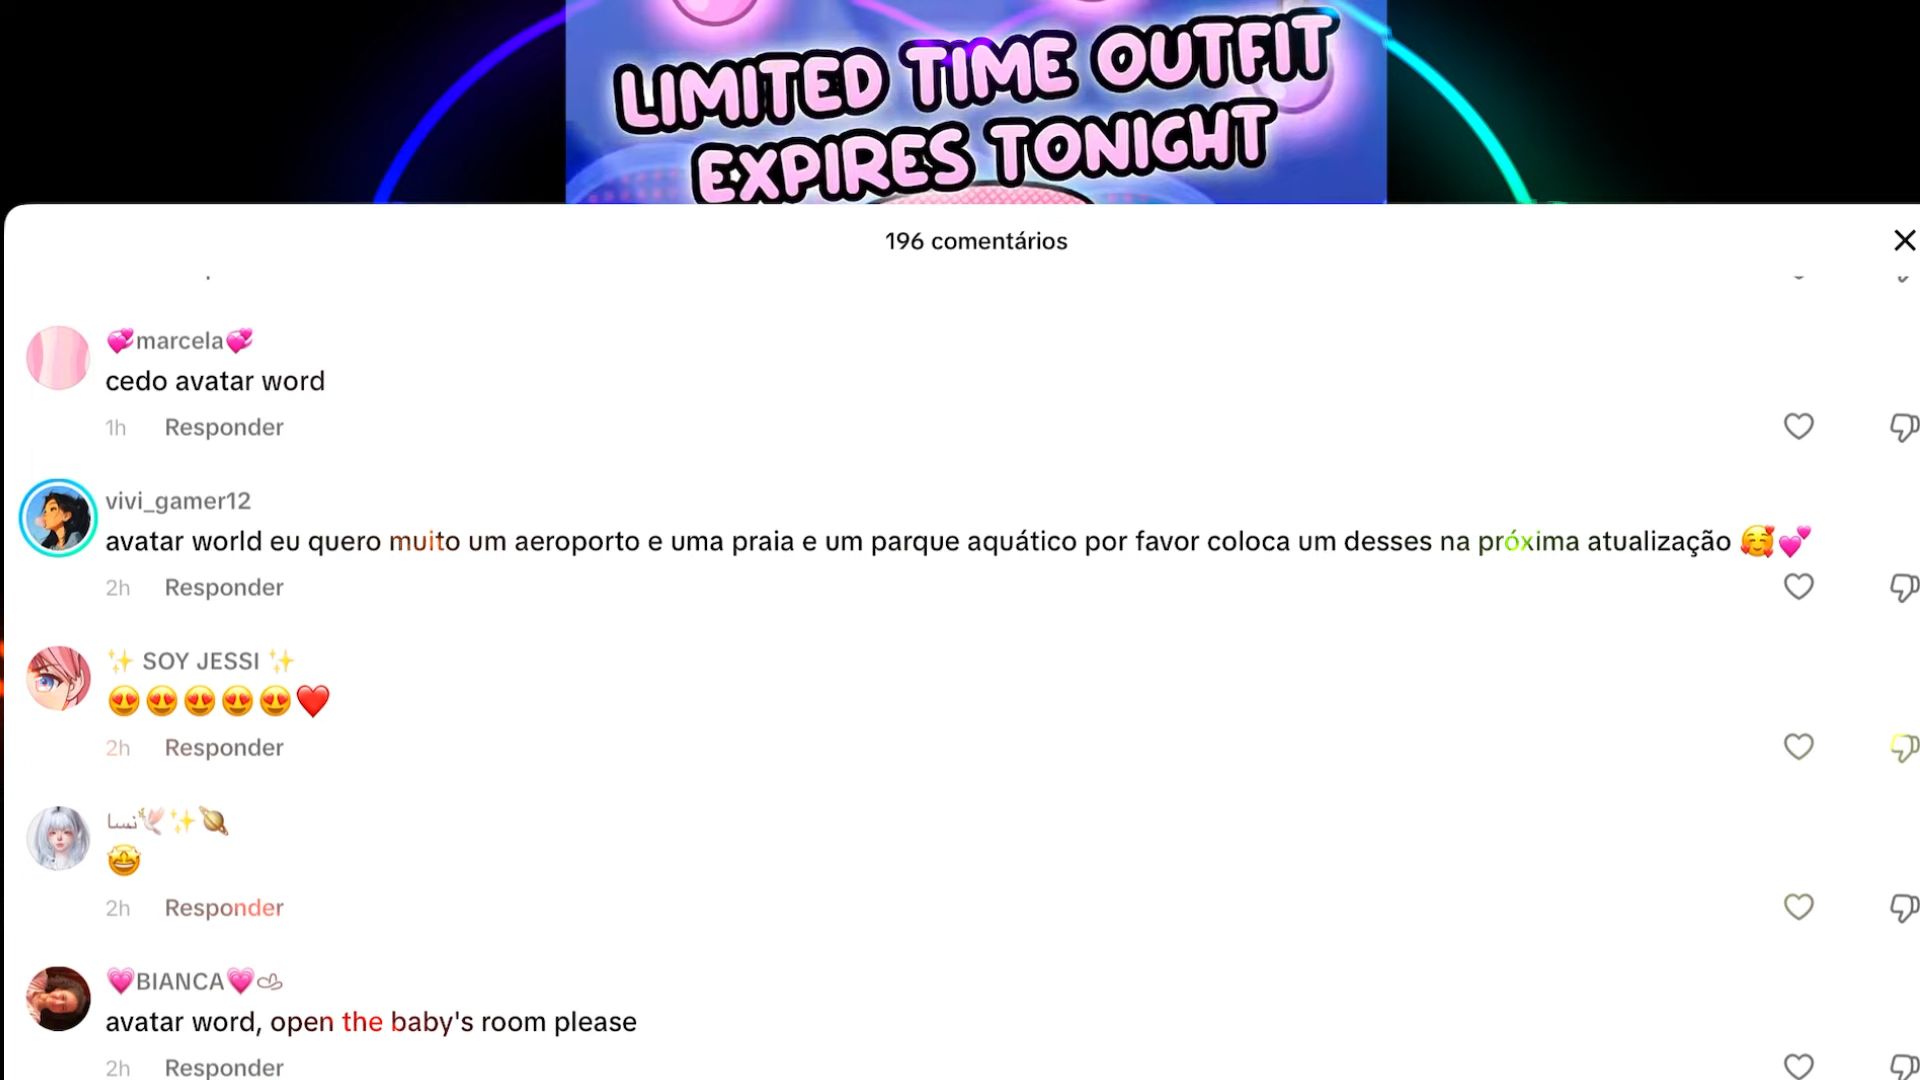 LIMITED TIME OUTFIT
EXPIRES TONIGHT
196 comentários
💞marcela💞
cedo avatar word
1h Responder
vivi_gamer12
avatar world eu quero muito um aeroporto e uma praia e um parque aquático por favor coloca um desses na próxima atualização 🥰💕
2h Responder
✨ SOY JESSI ✨
😍😍😍😍😍❤️
2h Responder
نسا🕊️✨🪐
🤩
2h Responder
💗BIANCA💗
avatar word, open the baby's room please
2h Responder